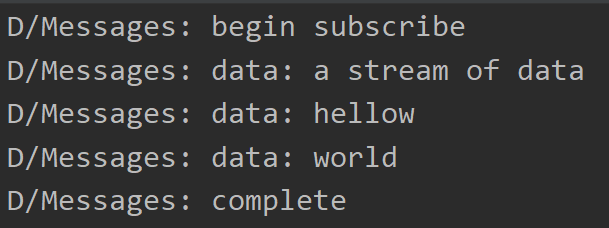 D/Messages: begin subscribe
D/Messages: data: a stream of data
D/Messages: data: hellow
D/Messages: data: world
D/Messages: complete